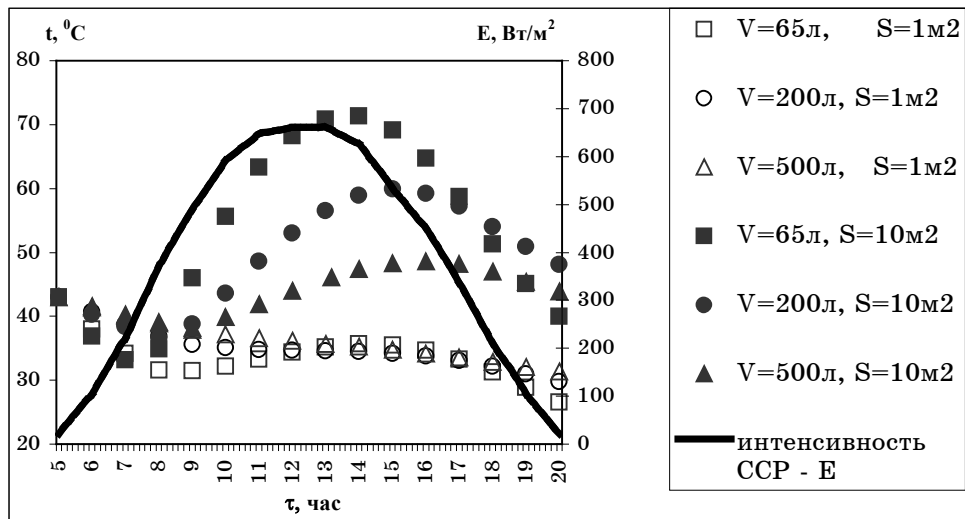 t, ⁰C
E, Вт/м²
80
70
60
50
40
30
20
800
700
600
500
400
300
200
100
0
5 6 7 8 9 10 11 12 13 14 15 16 17 18 19 20
τ, час
V=65л, S=1м2
V=200л, S=1м2
V=500л, S=1м2
V=65л, S=10м2
V=200л, S=10м2
V=500л, S=10м2
интенсивность
ССР - Е